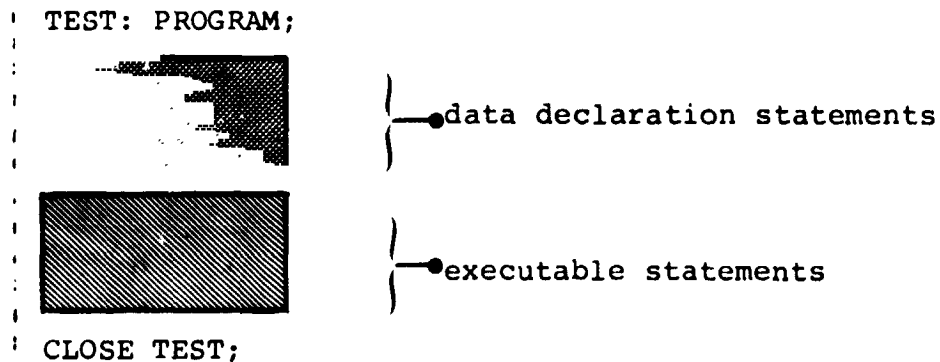 TEST: PROGRAM;
data declaration statements
executable statements
CLOSE TEST;